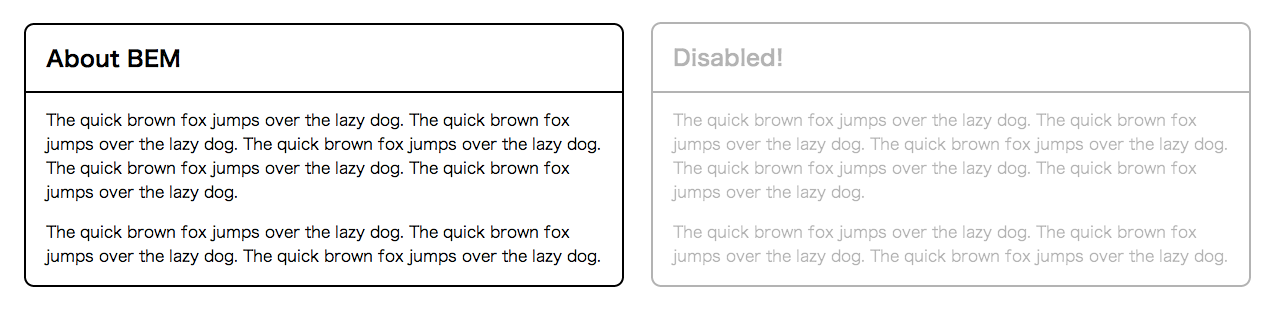 About BEM
The quick brown fox jumps over the lazy dog. The quick brown fox
jumps over the lazy dog. The quick brown fox jumps over the lazy dog.
The quick brown fox jumps over the lazy dog. The quick brown fox
jumps over the lazy dog.
The quick brown fox jumps over the lazy dog. The quick brown fox
jumps over the lazy dog. The quick brown fox jumps over the lazy dog.
Disabled!
The quick brown fox jumps over the lazy dog. The quick brown fox
jumps over the lazy dog. The quick brown fox jumps over the lazy dog.
The quick brown fox jumps over the lazy dog. The quick brown fox
jumps over the lazy dog.
The quick brown fox jumps over the lazy dog. The quick brown fox
jumps over the lazy dog. The quick brown fox jumps over the lazy dog.